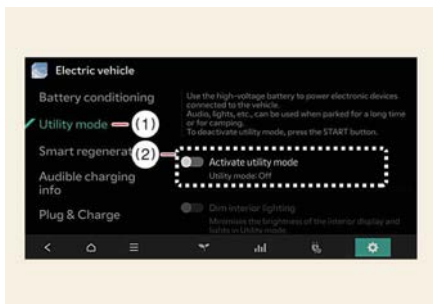 Electric vehicle
Battery conditioning
Utility mode
(1)
Smart regenerat
(2)
Audible charging
info
Plug & Charge
Use the high-voltage battery to power electronic devices
connected to the vehicle.
Audio, lights, etc., can be used when parked for a long time
or for camping.
To deactivate utility mode, press the START button.
Activate utility mode
Utility mode: Off
Dim interior lighting
Minimises the brightness of the interior display and
lights in Utility mode.